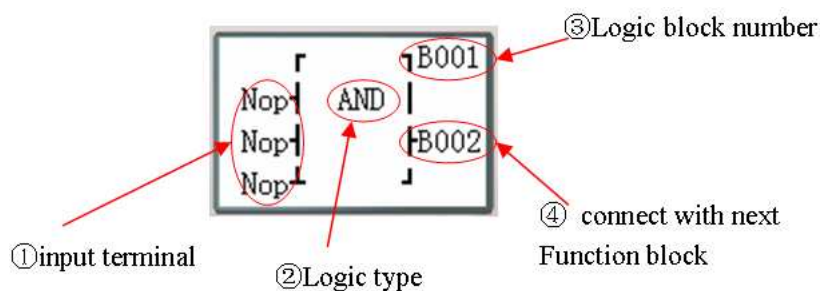 ③Logic block number
B001
Nop AND
Nop B002
Nop
④ connect with next
Function block
①input terminal
②Logic type